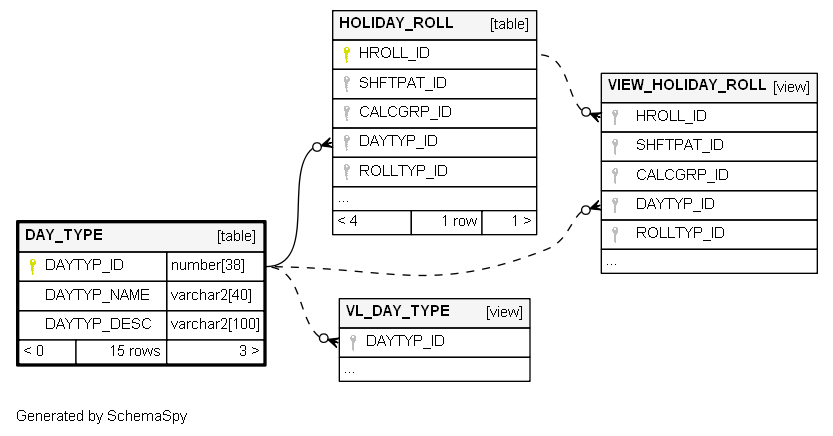 HOLIDAY_ROLL [table]
HROLL_ID
SHFTPAT_ID
CALCGRP_ID
DAYTYP_ID
ROLLTYP_ID
...
< 4 1 row 1 >
VIEW_HOLIDAY_ROLL [view]
HROLL_ID
SHFTPAT_ID
CALCGRP_ID
DAYTYP_ID
ROLLTYP_ID
...
DAY_TYPE [table]
DAYTYP_ID number[38]
DAYTYP_NAME varchar2[40]
DAYTYP_DESC varchar2[100]
< 0 15 rows 3 >
VL_DAY_TYPE [view]
DAYTYP_ID
...
Generated by SchemaSpy